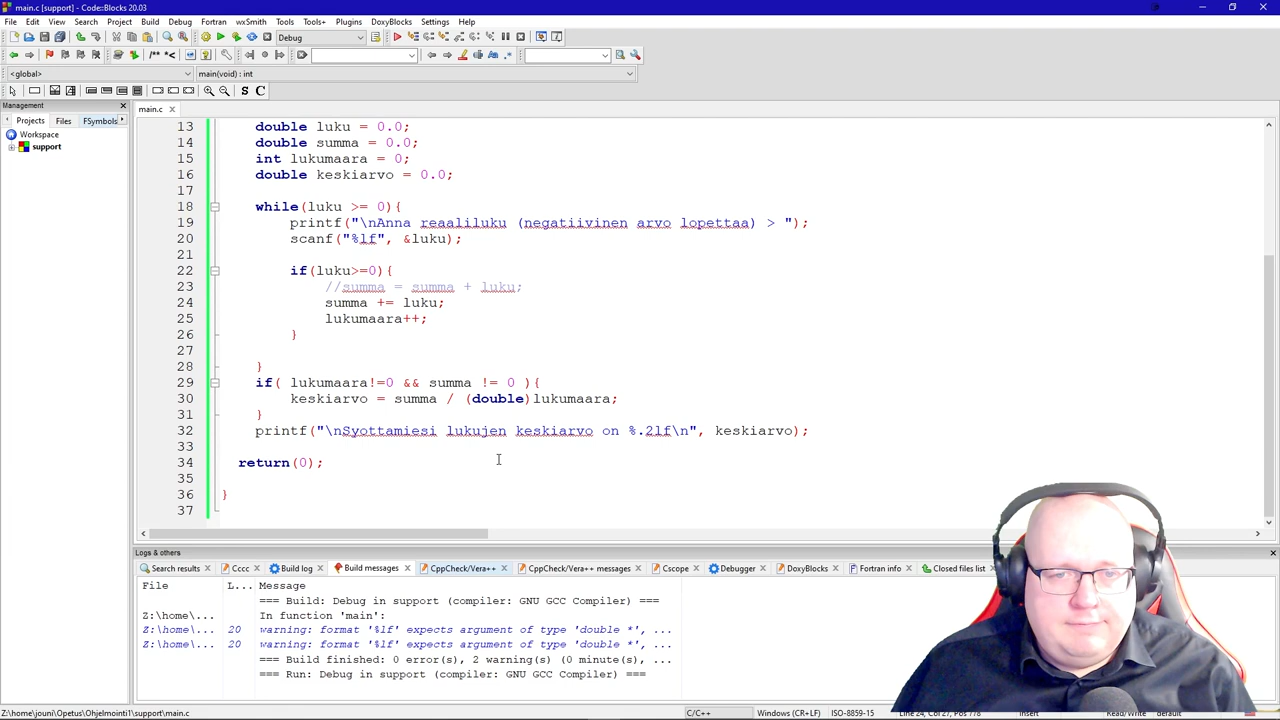 main.c [support] - Code::Blocks 20.03
File Edit View Search Project Build Debug Fortran wxSmith Tools Tools+ Plugins DoxyBlocks Settings Help
Debug
/** *<
<global> main(void) : int
S C
Management
Projects Files FSymbols
Workspace
support
main.c
13 double luku = 0.0;
14 double summa = 0.0;
15 int lukumaara = 0;
16 double keskiarvo = 0.0;
17
18 while(luku >= 0){
19 printf("\nAnna reaaliluku (negatiivinen arvo lopettaa) > ");
20 scanf("%lf", &luku);
21
22 if(luku>=0){
23 //summa = summa + luku;
24 summa += luku;
25 lukumaara++;
26 }
27
28 }
29 if( lukumaara!=0 && summa != 0 ){
30 keskiarvo = summa / (double)lukumaara;
31 }
32 printf("\nSyottamiesi lukujen keskiarvo on %.2lf\n", keskiarvo);
33
34 return(0);
35
36 }
37
Logs & others
Search results Cccc Build log Build messages CppCheck/Vera++ CppCheck/Vera++ messages Cscope Debugger DoxyBlocks Fortran info Closed files list
File L... Message
=== Build: Debug in support (compiler: GNU GCC Compiler) ===
Z:\home\... In function 'main':
Z:\home\... 20 warning: format '%lf' expects argument of type 'double *', ...
Z:\home\... 20 warning: format '%lf' expects argument of type 'double *', ...
=== Build finished: 0 error(s), 2 warning(s) (0 minute(s), ...
=== Run: Debug in support (compiler: GNU GCC Compiler) ===
Z:\home\jouni\Opetus\Ohjelmointi1\support\main.c C/C++ Windows (CR+LF) ISO-8859-15 Line 24, Col 27, Pos 778 Insert Read/Write default